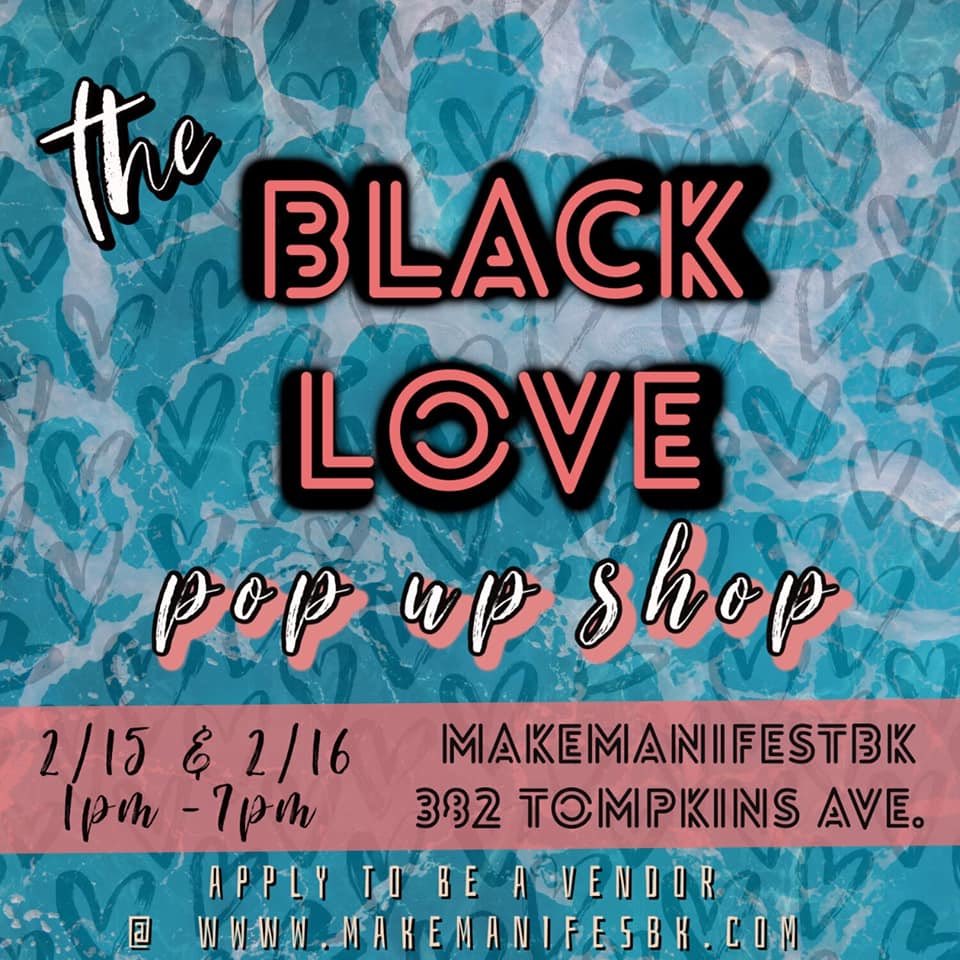 the
BLACK
LOVE
pop up shop
2/15 & 2/16
1pm - 7pm
MAKEMANIFESTBK
382 TOMPKINS AVE.
APPLY TO BE A VENDOR
@ WWWW.MAKEMANIFESBK.COM